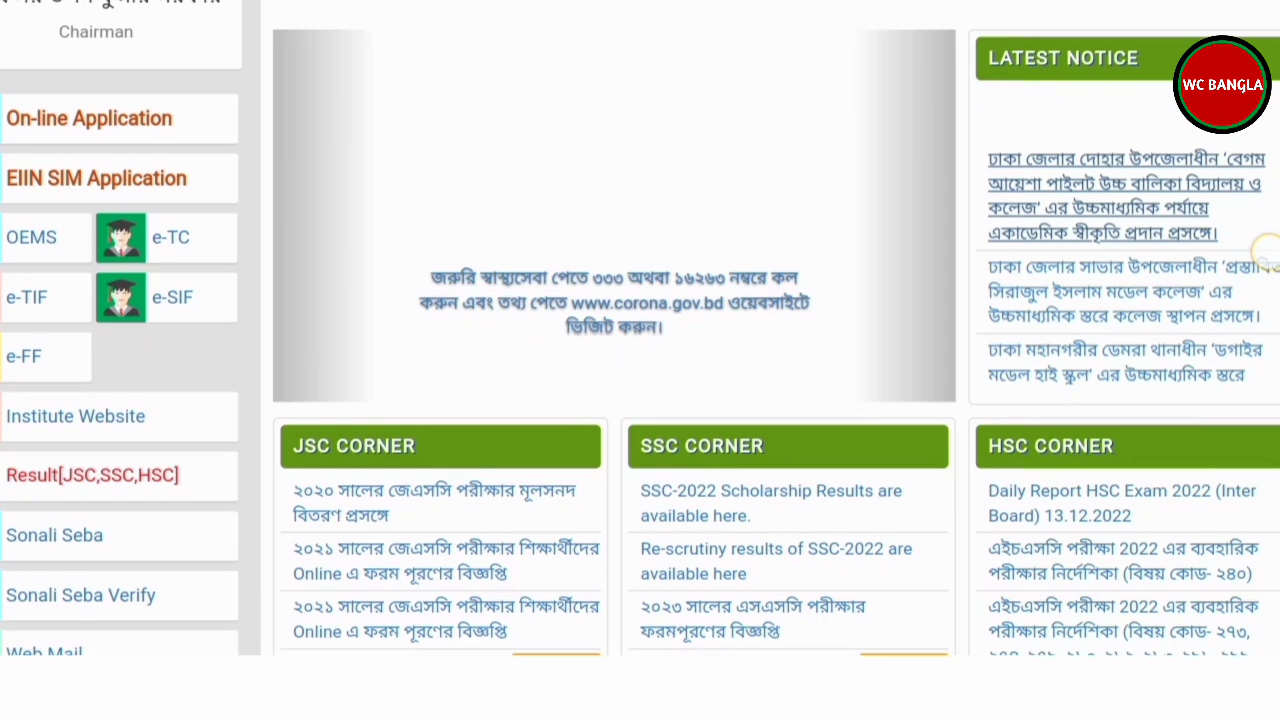 Chairman
On-line Application
EIIN SIM Application
OEMS
e-TC
e-TIF
e-SIF
e-FF
Institute Website
Result[JSC,SSC,HSC]
Sonali Seba
Sonali Seba Verify
Web Mail
জরুরি স্বাস্থ্যসেবা পেতে ৩৩৩ অথবা ১৬২৬৩ নম্বরে কল
করুন এবং তথ্য পেতে www.corona.gov.bd ওয়েবসাইটে
ভিজিট করুন।
LATEST NOTICE
WC BANGLA
ঢাকা জেলার দোহার উপজেলাধীন ‘বেগম
আয়েশা পাইলট উচ্চ বালিকা বিদ্যালয় ও
কলেজ’ এর উচ্চমাধ্যমিক পর্যায়ে
একাডেমিক স্বীকৃতি প্রদান প্রসঙ্গে।
ঢাকা জেলার সাভার উপজেলাধীন ‘প্রস্তাবিত
সিরাজুল ইসলাম মডেল কলেজ’ এর
উচ্চমাধ্যমিক স্তরে কলেজ স্থাপন প্রসঙ্গে।
ঢাকা মহানগরীর ডেমরা থানাধীন ‘ডগাইর
মডেল হাই স্কুল’ এর উচ্চমাধ্যমিক স্তরে
JSC CORNER
২০২০ সালের জেএসসি পরীক্ষার মূলসনদ
বিতরণ প্রসঙ্গে
২০২১ সালের জেএসসি পরীক্ষার শিক্ষার্থীদের
Online এ ফরম পূরণের বিজ্ঞপ্তি
২০২১ সালের জেএসসি পরীক্ষার শিক্ষার্থীদের
Online এ ফরম পূরণের বিজ্ঞপ্তি
SSC CORNER
SSC-2022 Scholarship Results are
available here.
Re-scrutiny results of SSC-2022 are
available here
২০২৩ সালের এসএসসি পরীক্ষার
ফরমপূরণের বিজ্ঞপ্তি
HSC CORNER
Daily Report HSC Exam 2022 (Inter
Board) 13.12.2022
এইচএসসি পরীক্ষা 2022 এর ব্যবহারিক
পরীক্ষার নির্দেশিকা (বিষয় কোড- ২৪০)
এইচএসসি পরীক্ষা 2022 এর ব্যবহারিক
পরীক্ষার নির্দেশিকা (বিষয় কোড- ২৭৩,